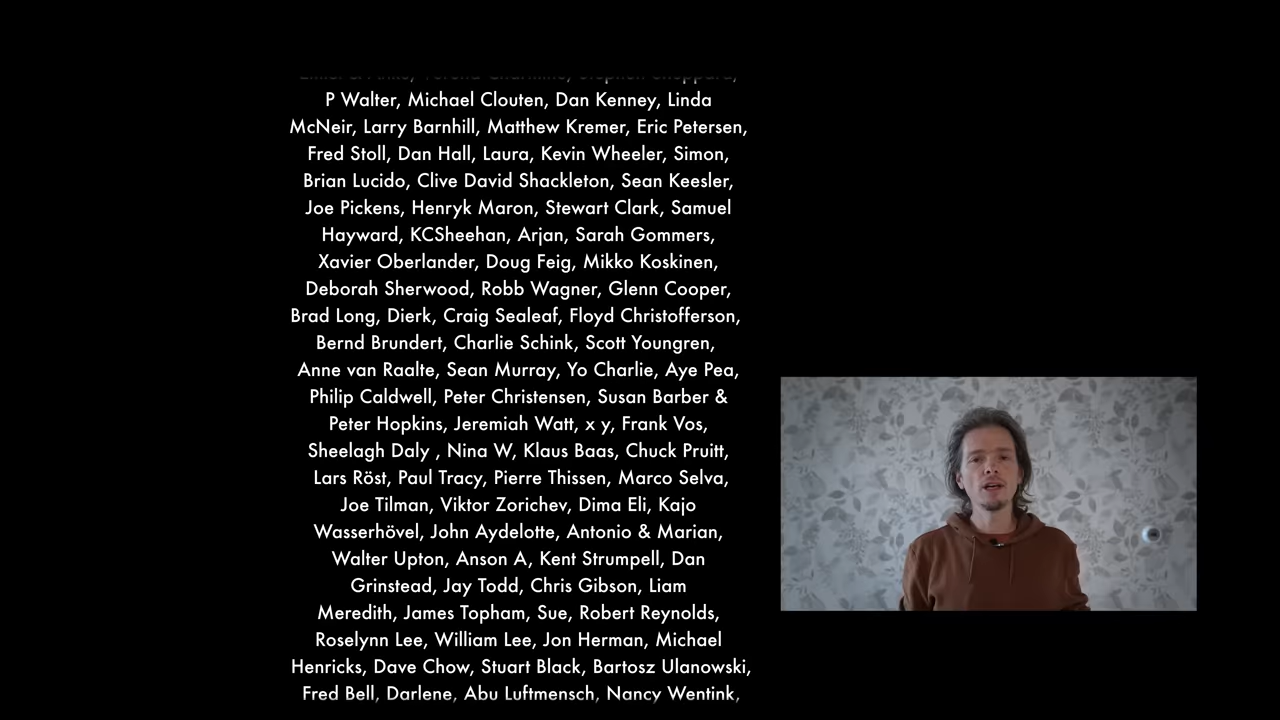 P Walter, Michael Clouten, Dan Kenney, Linda
McNeir, Larry Barnhill, Matthew Kremer, Eric Petersen,
Fred Stoll, Dan Hall, Laura, Kevin Wheeler, Simon,
Brian Lucido, Clive David Shackleton, Sean Keesler,
Joe Pickens, Henryk Maron, Stewart Clark, Samuel
Hayward, KCSheehan, Arjan, Sarah Gommers,
Xavier Oberlander, Doug Feig, Mikko Koskinen,
Deborah Sherwood, Robb Wagner, Glenn Cooper,
Brad Long, Dierk, Craig Sealeaf, Floyd Christofferson,
Bernd Brundert, Charlie Schink, Scott Youngren,
Anne van Raalte, Sean Murray, Yo Charlie, Aye Pea,
Philip Caldwell, Peter Christensen, Susan Barber &
Peter Hopkins, Jeremiah Watt, x y, Frank Vos,
Sheelagh Daly , Nina W, Klaus Baas, Chuck Pruitt,
Lars Röst, Paul Tracy, Pierre Thissen, Marco Selva,
Joe Tilman, Viktor Zorichev, Dima Eli, Kajo
Wasserhövel, John Aydelotte, Antonio & Marian,
Walter Upton, Anson A, Kent Strumpell, Dan
Grinstead, Jay Todd, Chris Gibson, Liam
Meredith, James Topham, Sue, Robert Reynolds,
Roselynn Lee, William Lee, Jon Herman, Michael
Henricks, Dave Chow, Stuart Black, Bartosz Ulanowski,
Fred Bell, Darlene, Abu Luftmensch, Nancy Wentink,